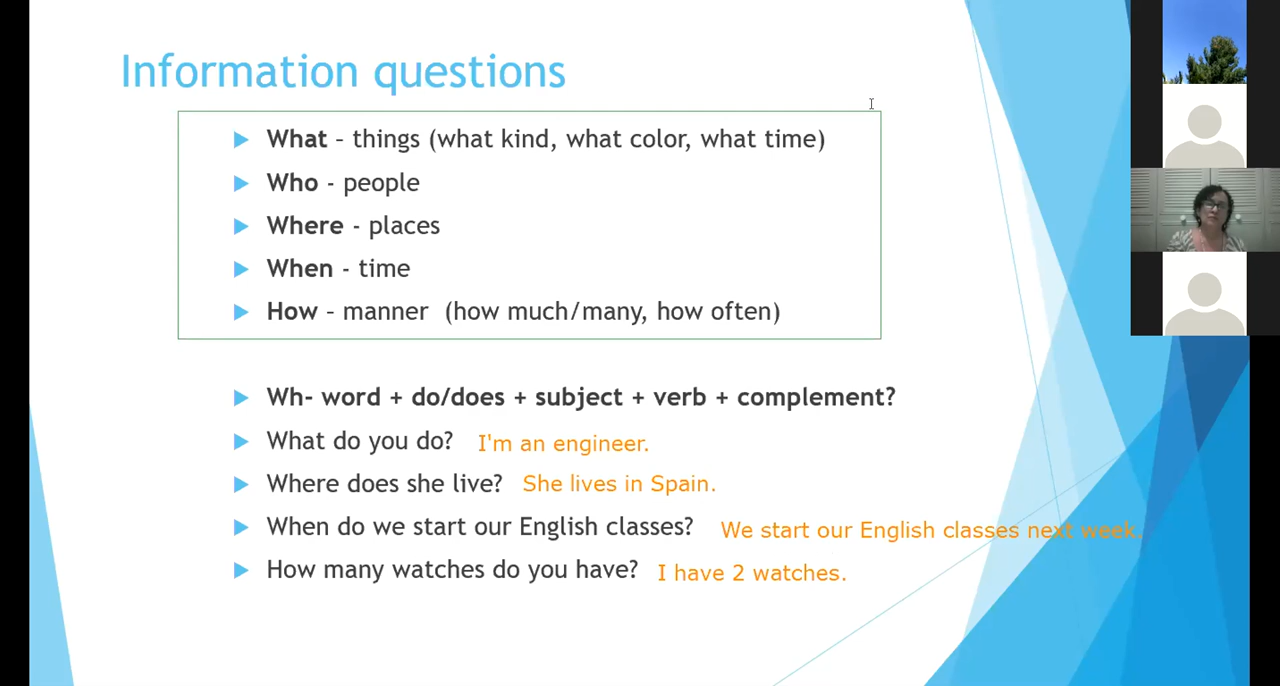 Information questions
What – things (what kind, what color, what time)
Who - people
Where - places
When - time
How – manner (how much/many, how often)
Wh- word + do/does + subject + verb + complement?
What do you do? I'm an engineer.
Where does she live? She lives in Spain.
When do we start our English classes? We start our English classes next week.
How many watches do you have? I have 2 watches.